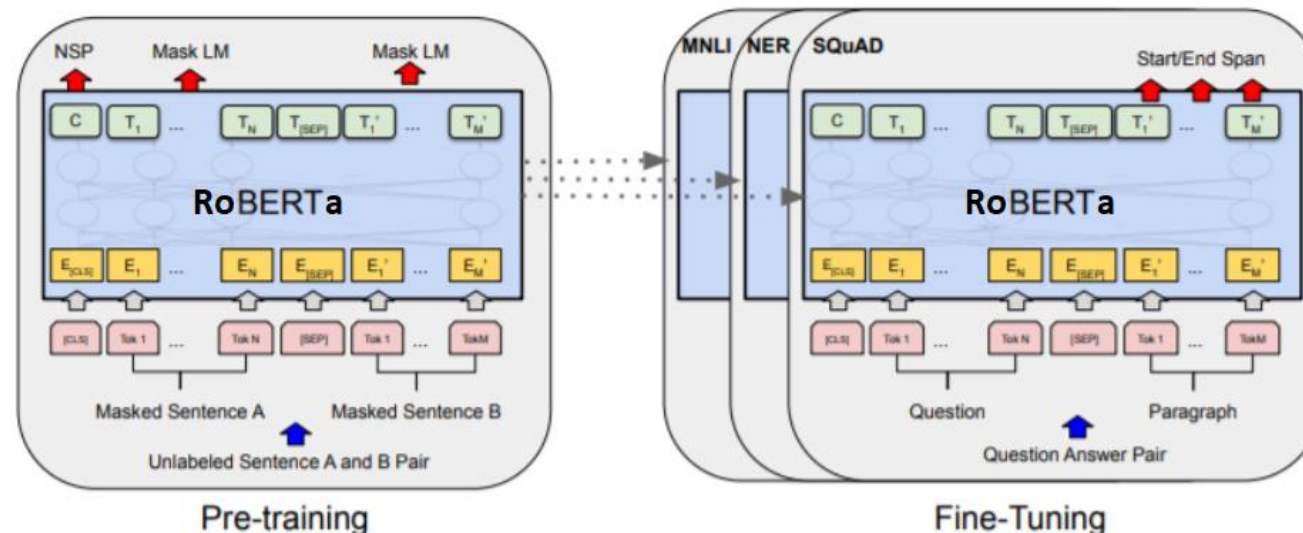 NSP Mask LM Mask LM
C T1 ... TN T[SEP] T1' ... TM'
RoBERTa
E[CLS] E1 ... EN E[SEP] E1' ... EM'
[CLS] Tok 1 ... Tok N [SEP] Tok 1 ... TokM
Masked Sentence A Masked Sentence B
Unlabeled Sentence A and B Pair
Pre-training
MNLI NER SQuAD
Start/End Span
C T1 ... TN T[SEP] T1' ... TM'
RoBERTa
E[CLS] E1 ... EN E[SEP] E1' ... EM'
[CLS] Tok 1 ... Tok N [SEP] Tok 1 ... TokM
Question Paragraph
Question Answer Pair
Fine-Tuning